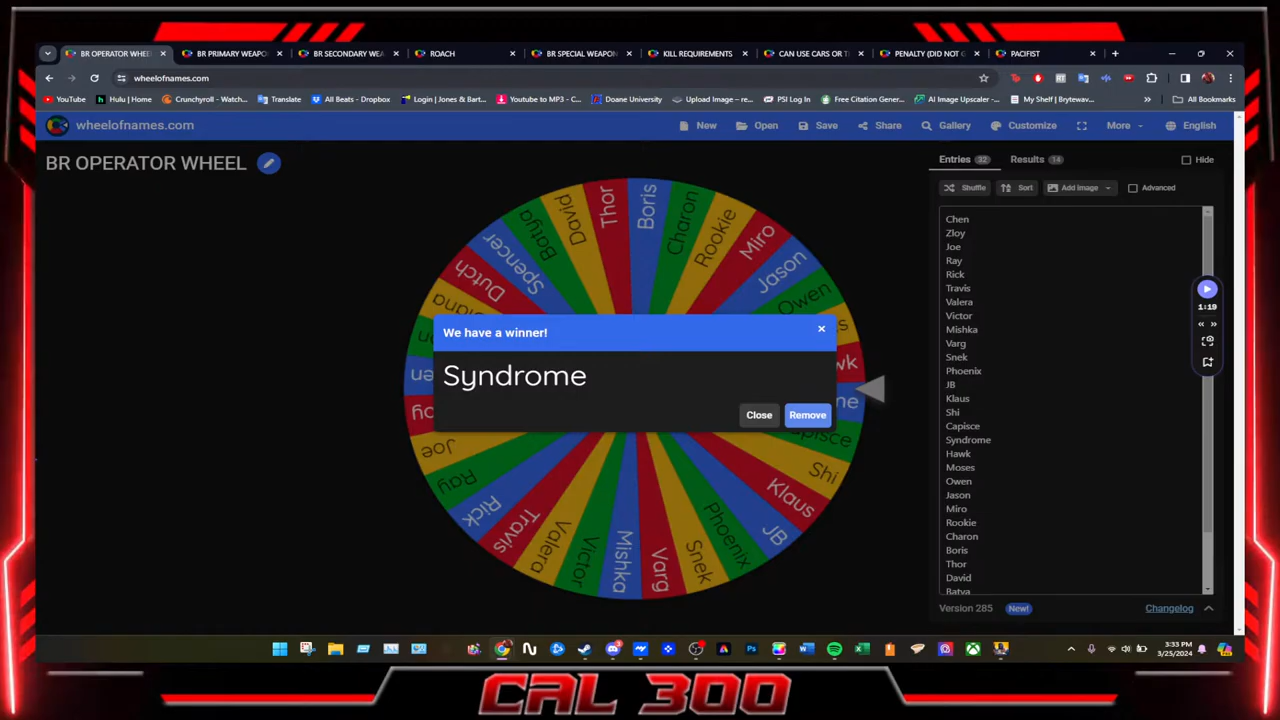 BR OPERATOR WHEEL
BR PRIMARY WEAPO
BR SECONDARY WEA
ROACH
BR SPECIAL WEAPON
KILL REQUIREMENTS
CAN USE CARS OR T
PENALTY (DID NOT
PACIFIST
wheelofnames.com
YouTube
Hulu | Home
Crunchyroll - Watch...
Translate
All Beats - Dropbox
Login | Jones & Bart...
Youtube to MP3 - C...
Doane University
Upload Image – re...
PSI Log In
Free Citation Gener...
AI Image Upscaler -...
My Shelf | Brytewav...
All Bookmarks
wheelofnames.com
New
Open
Save
Share
Gallery
Customize
More
English
BR OPERATOR WHEEL
Entries 32
Results 14
Hide
Shuffle
Sort
Add Image
Advanced
Chen
Zloy
Joe
Ray
Rick
Travis
Valera
Victor
Mishka
Varg
Snek
Phoenix
JB
Klaus
Shi
Capisce
Syndrome
Hawk
Moses
Owen
Jason
Miro
Rookie
Charon
Boris
Thor
David
Batya
Dutch
Spencer
Batya
David
Thor
Boris
Charon
Rookie
Miro
Jason
Owen
Shi
Klaus
JB
Phoenix
Snek
Varg
Mishka
Victor
Valera
Travis
Rick
Ray
Joe
We have a winner!
Syndrome
Close
Remove
1:19
Version 285
New!
Changelog
3:33 PM
3/25/2024
CAL 300